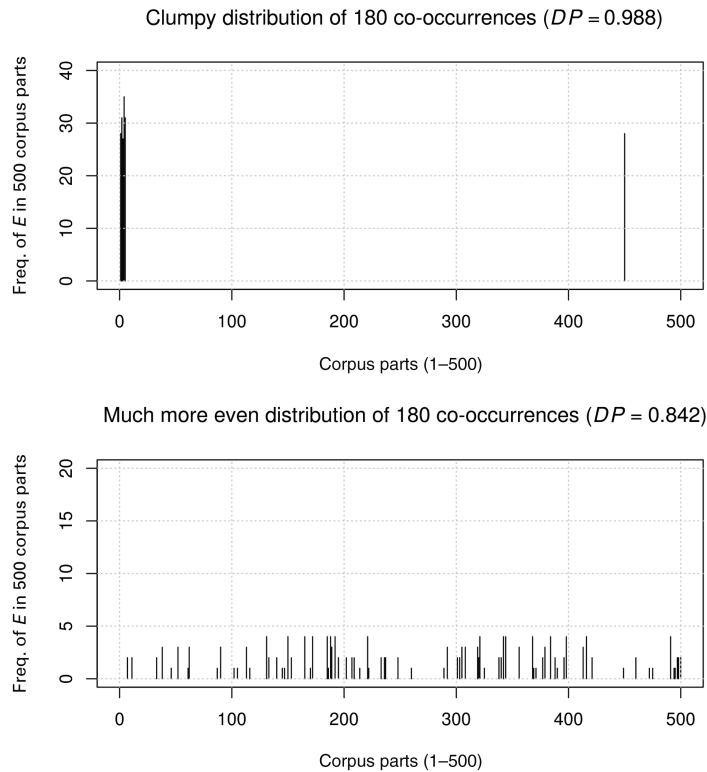 Clumpy distribution of 180 co-occurrences (DP = 0.988)
Freq. of E in 500 corpus parts
40
30
20
10
0
0 100 200 300 400 500
Corpus parts (1–500)
Much more even distribution of 180 co-occurrences (DP = 0.842)
Freq. of E in 500 corpus parts
20
15
10
5
0
0 100 200 300 400 500
Corpus parts (1–500)